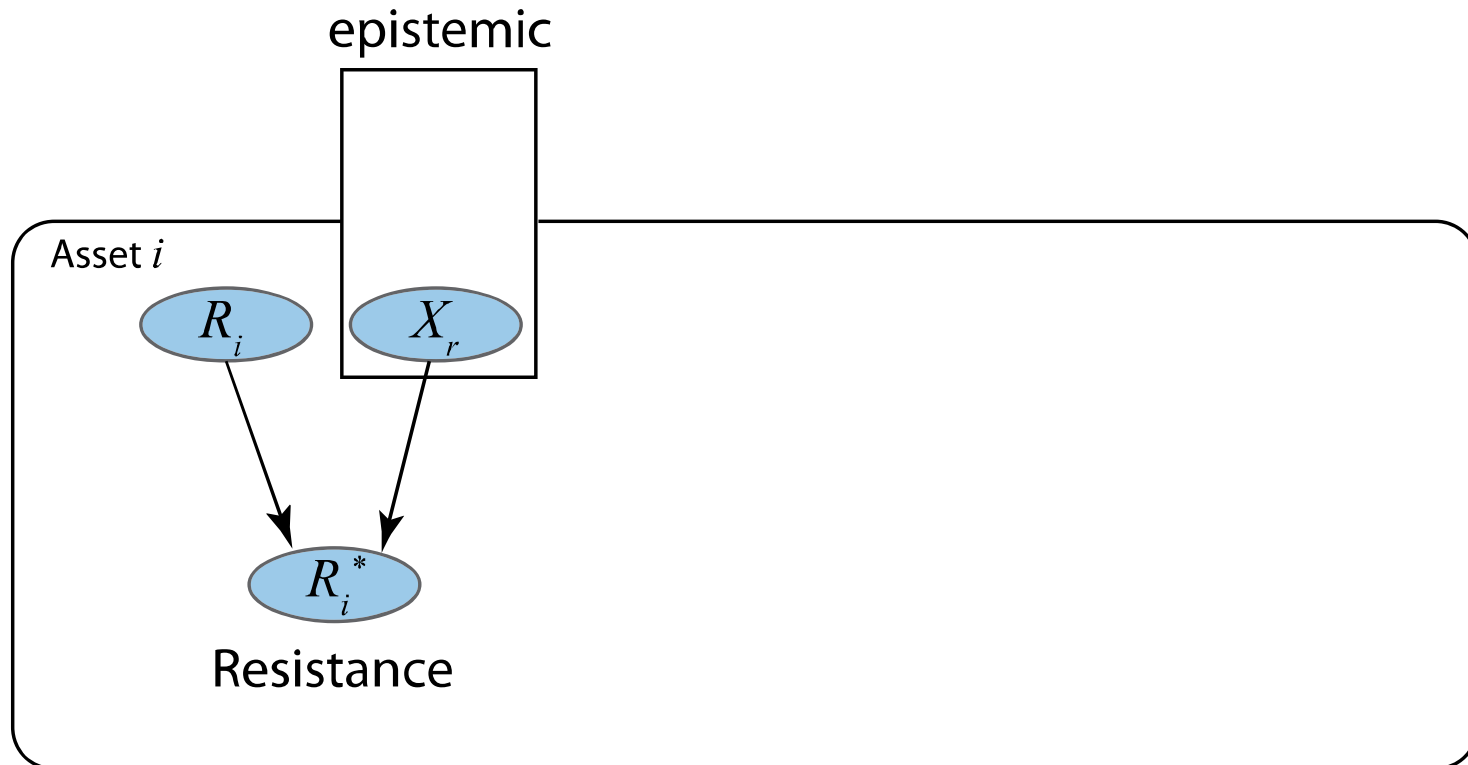 epistemic
Asset i
R_i
X_r
R_i^*
Resistance